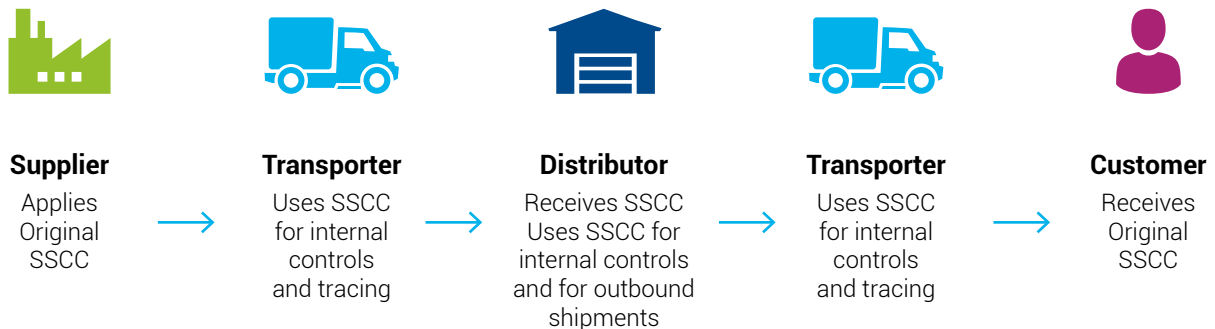 Supplier
Applies
Original
SSCC
Transporter
Uses SSCC
for internal
controls
and tracing
Distributor
Receives SSCC
Uses SSCC for
internal controls
and for outbound
shipments
Transporter
Uses SSCC
for internal
controls
and tracing
Customer
Receives
Original
SSCC